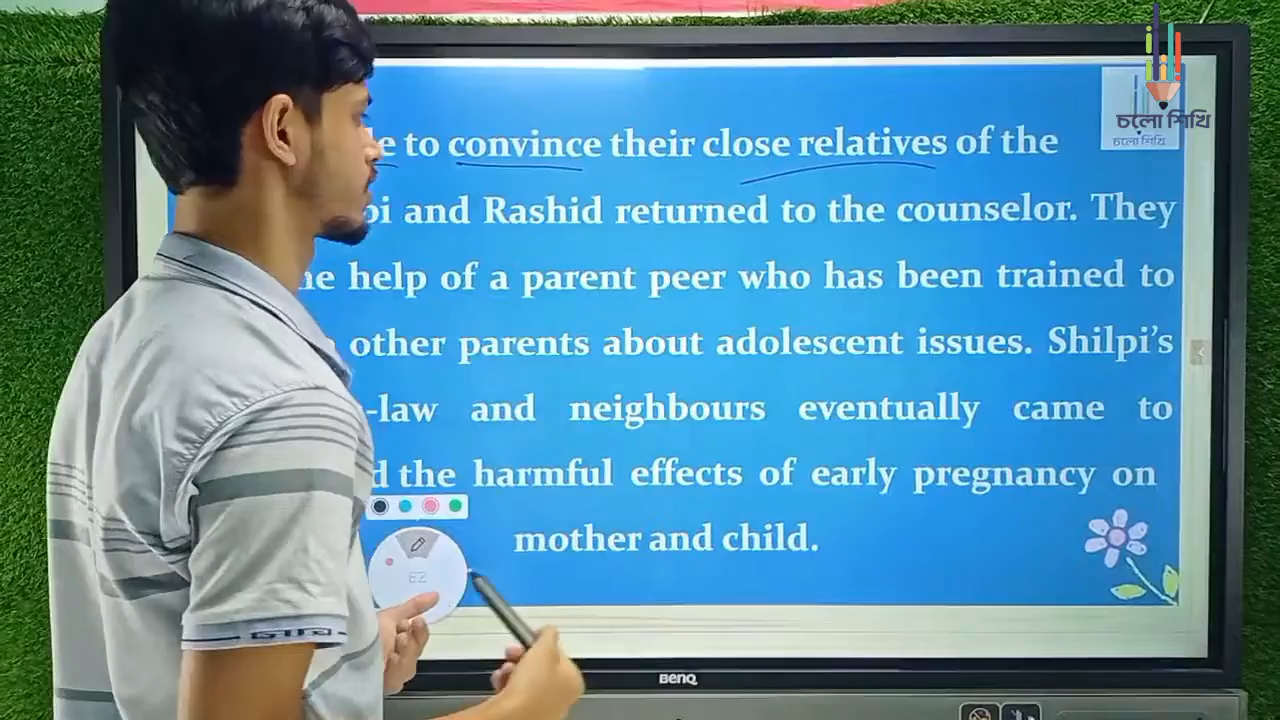 চলো শিখি
চলো শিখি
to convince their close relatives of the
and Rashid returned to the counselor. They
help of a parent peer who has been trained to
other parents about adolescent issues. Shilpi's
-law and neighbours eventually came to
the harmful effects of early pregnancy on
mother and child.
EZ
BenQ